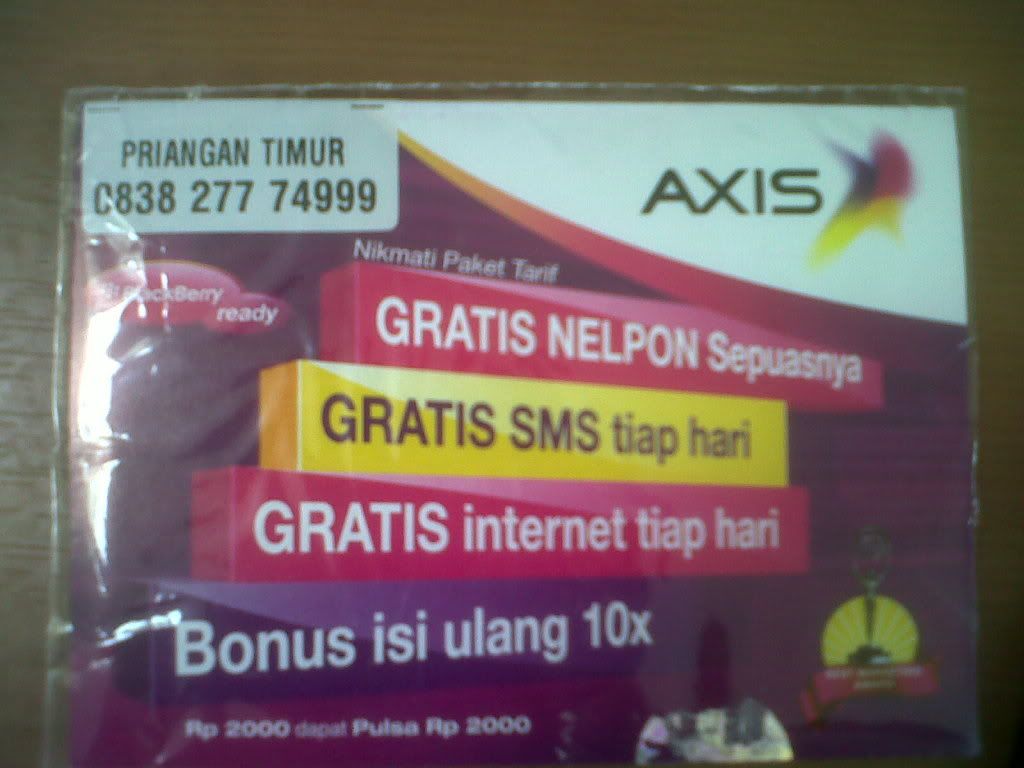 PRIANGAN TIMUR
0838 277 74999
AXIS
Nikmati Paket Tarif
BlackBerry
ready
GRATIS NELPON Sepuasnya
GRATIS SMS tiap hari
GRATIS internet tiap hari
Bonus isi ulang 10x
Rp 2000 dapat Pulsa Rp 2000